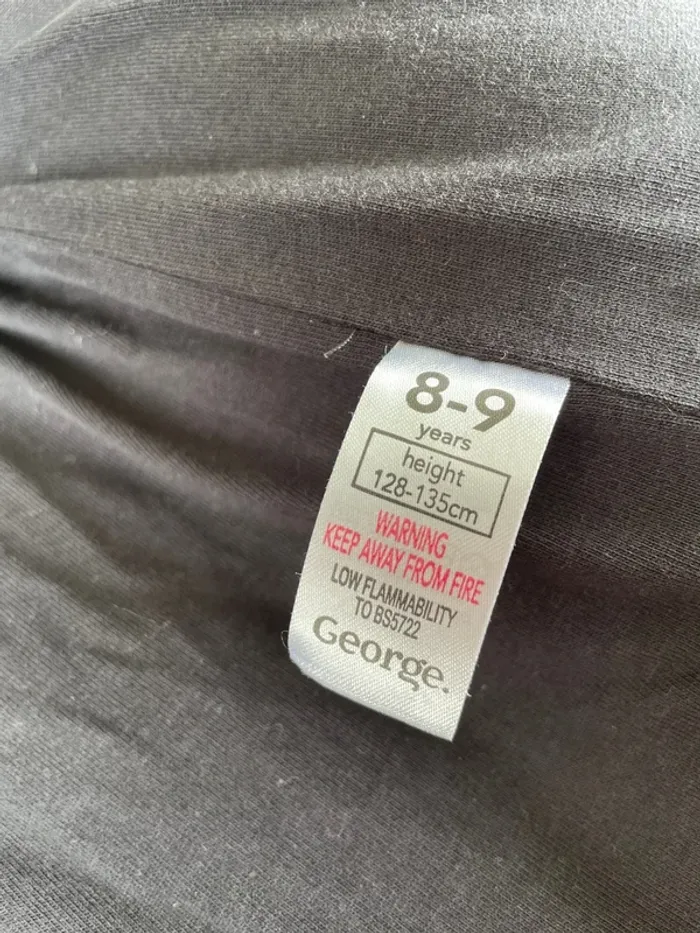 8-9
years
height
128-135cm
WARNING
KEEP AWAY FROM FIRE
LOW FLAMMABILITY
TO BS5722
George.